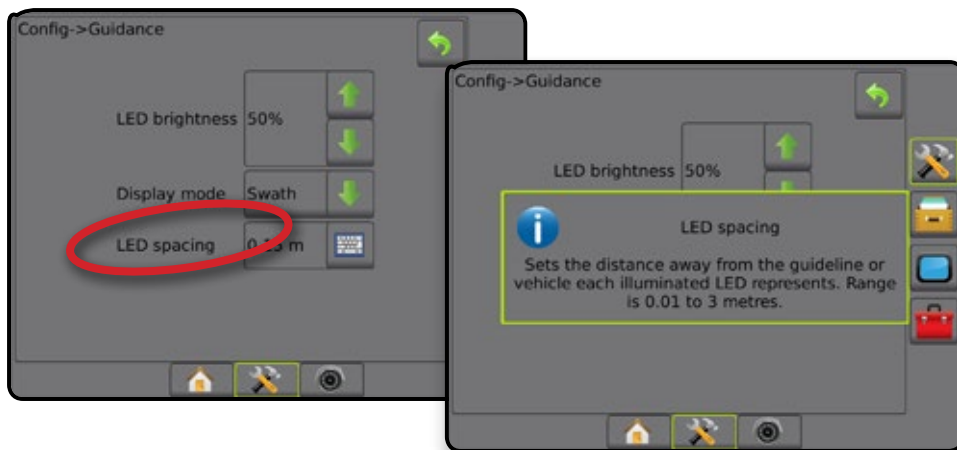 Config->Guidance
LED brightness 50%
Display mode Swath
LED spacing m
Config->Guidance
LED brightness 50%
LED spacing
Sets the distance away from the guideline or
vehicle each illuminated LED represents. Range
is 0.01 to 3 metres.